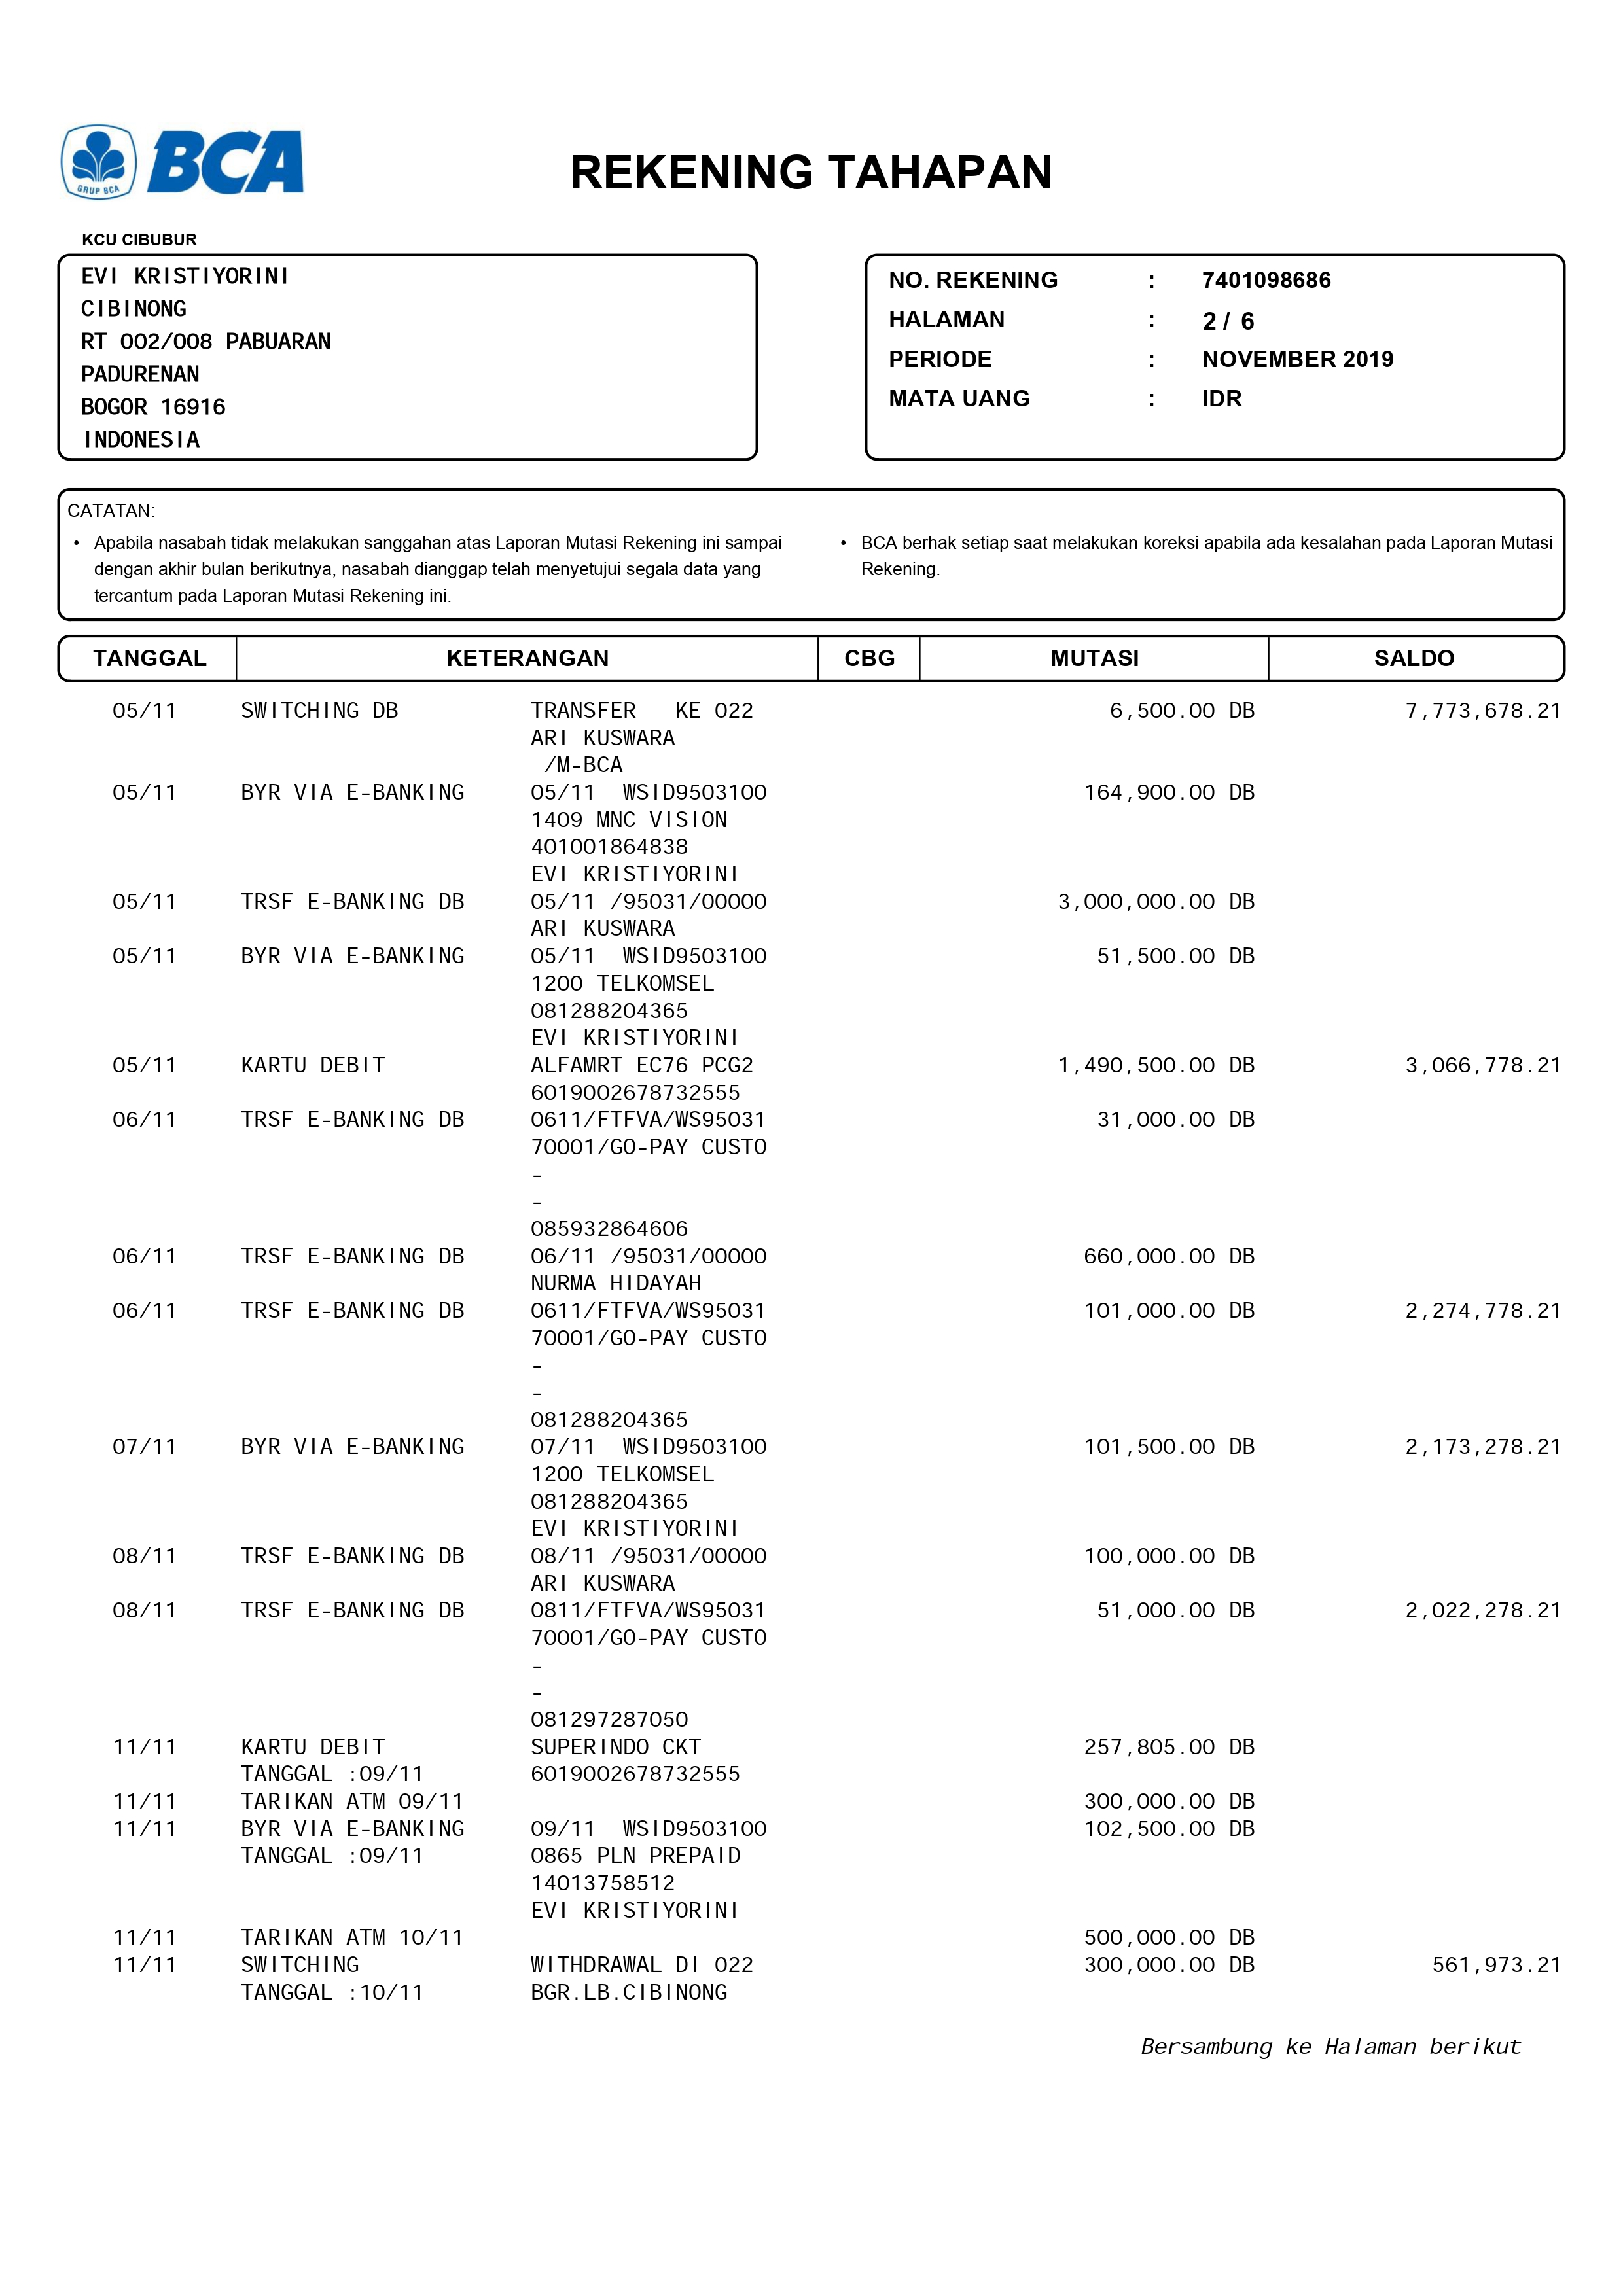 GRUP BCA
BCA
REKENING TAHAPAN
KCU CIBUBUR
EVI KRISTIYORINI
CIBINONG
RT 002/008 PABUARAN
PADURENAN
BOGOR 16916
INDONESIA
NO. REKENING : 7401098686
HALAMAN : 2 / 6
PERIODE : NOVEMBER 2019
MATA UANG : IDR
CATATAN:
• Apabila nasabah tidak melakukan sanggahan atas Laporan Mutasi Rekening ini sampai
dengan akhir bulan berikutnya, nasabah dianggap telah menyetujui segala data yang
tercantum pada Laporan Mutasi Rekening ini.
• BCA berhak setiap saat melakukan koreksi apabila ada kesalahan pada Laporan Mutasi
Rekening.
TANGGAL KETERANGAN CBG MUTASI SALDO
05/11 SWITCHING DB TRANSFER KE 022 6,500.00 DB 7,773,678.21
ARI KUSWARA
/M-BCA
05/11 BYR VIA E-BANKING 05/11 WSID9503100 164,900.00 DB
1409 MNC VISION
401001864838
EVI KRISTIYORINI
05/11 TRSF E-BANKING DB 05/11 /95031/00000 3,000,000.00 DB
ARI KUSWARA
05/11 BYR VIA E-BANKING 05/11 WSID9503100 51,500.00 DB
1200 TELKOMSEL
081288204365
EVI KRISTIYORINI
05/11 KARTU DEBIT ALFAMRT EC76 PCG2 1,490,500.00 DB 3,066,778.21
6019002678732555
06/11 TRSF E-BANKING DB 0611/FTFVA/WS95031 31,000.00 DB
70001/GO-PAY CUSTO
-
-
085932864606
06/11 TRSF E-BANKING DB 06/11 /95031/00000 660,000.00 DB
NURMA HIDAYAH
06/11 TRSF E-BANKING DB 0611/FTFVA/WS95031 101,000.00 DB 2,274,778.21
70001/GO-PAY CUSTO
-
-
081288204365
07/11 BYR VIA E-BANKING 07/11 WSID9503100 101,500.00 DB 2,173,278.21
1200 TELKOMSEL
081288204365
EVI KRISTIYORINI
08/11 TRSF E-BANKING DB 08/11 /95031/00000 100,000.00 DB
ARI KUSWARA
08/11 TRSF E-BANKING DB 0811/FTFVA/WS95031 51,000.00 DB 2,022,278.21
70001/GO-PAY CUSTO
-
-
081297287050
11/11 KARTU DEBIT SUPERINDO CKT 257,805.00 DB
TANGGAL :09/11 6019002678732555
11/11 TARIKAN ATM 09/11 300,000.00 DB
11/11 BYR VIA E-BANKING 09/11 WSID9503100 102,500.00 DB
TANGGAL :09/11 0865 PLN PREPAID
14013758512
EVI KRISTIYORINI
11/11 TARIKAN ATM 10/11 500,000.00 DB
11/11 SWITCHING WITHDRAWAL DI 022 300,000.00 DB 561,973.21
TANGGAL :10/11 BGR.LB.CIBINONG
Bersambung ke Halaman berikut